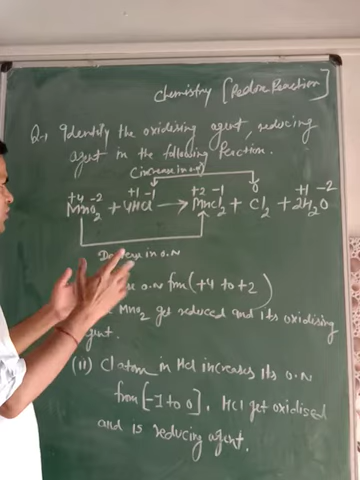 Chemistry [Redox Reaction]
Q-1 Identify the oxidising agent, reducing
agent in the following Reaction.
(increase in O.N)
+4 -2 +1 -1 +2 -1 0 +1 -2
MnO2 + 4HCl → MnCl2 + Cl2 + 2H2O
in O.N
O.N from (+4 to +2)
MnO2 get reduced and its oxidising
gent.
(II) Cl atom in HCl increases its O.N
from [-1 to 0]. HCl get oxidised
and is reducing agent.